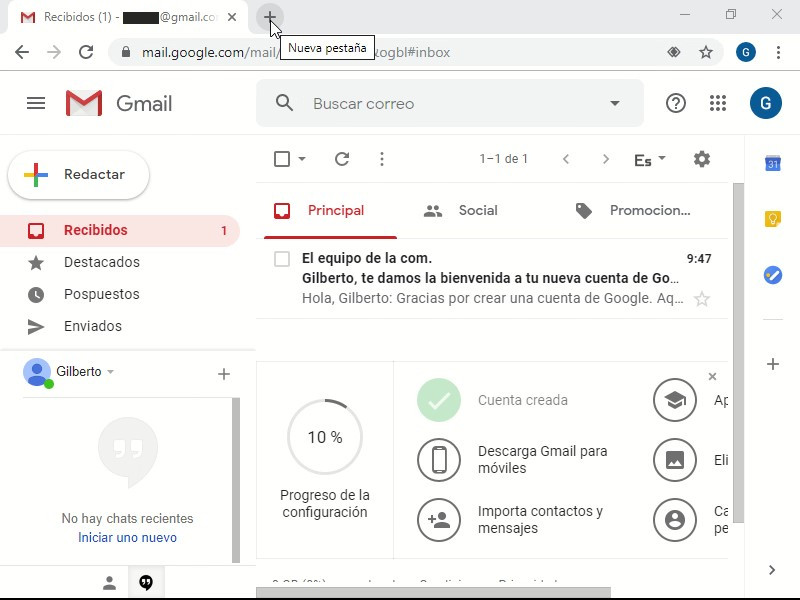 Recibidos (1) - @gmail.co
Nueva pestaña
mail.google.com/mail/ &ogbl#inbox
G
Gmail
Buscar correo
G
Redactar
1–1 de 1
Es
31
Recibidos 1
Destacados
Pospuestos
Enviados
Principal
Social
Promocion...
El equipo de la com. 9:47
Gilberto, te damos la bienvenida a tu nueva cuenta de Go...
Hola, Gilberto: Gracias por crear una cuenta de Google. Aq...
Gilberto
No hay chats recientes
Iniciar uno nuevo
10 %
Progreso de la
configuración
Cuenta creada
Descarga Gmail para
móviles
Importa contactos y
mensajes
Ap
Eli
Ca
pe